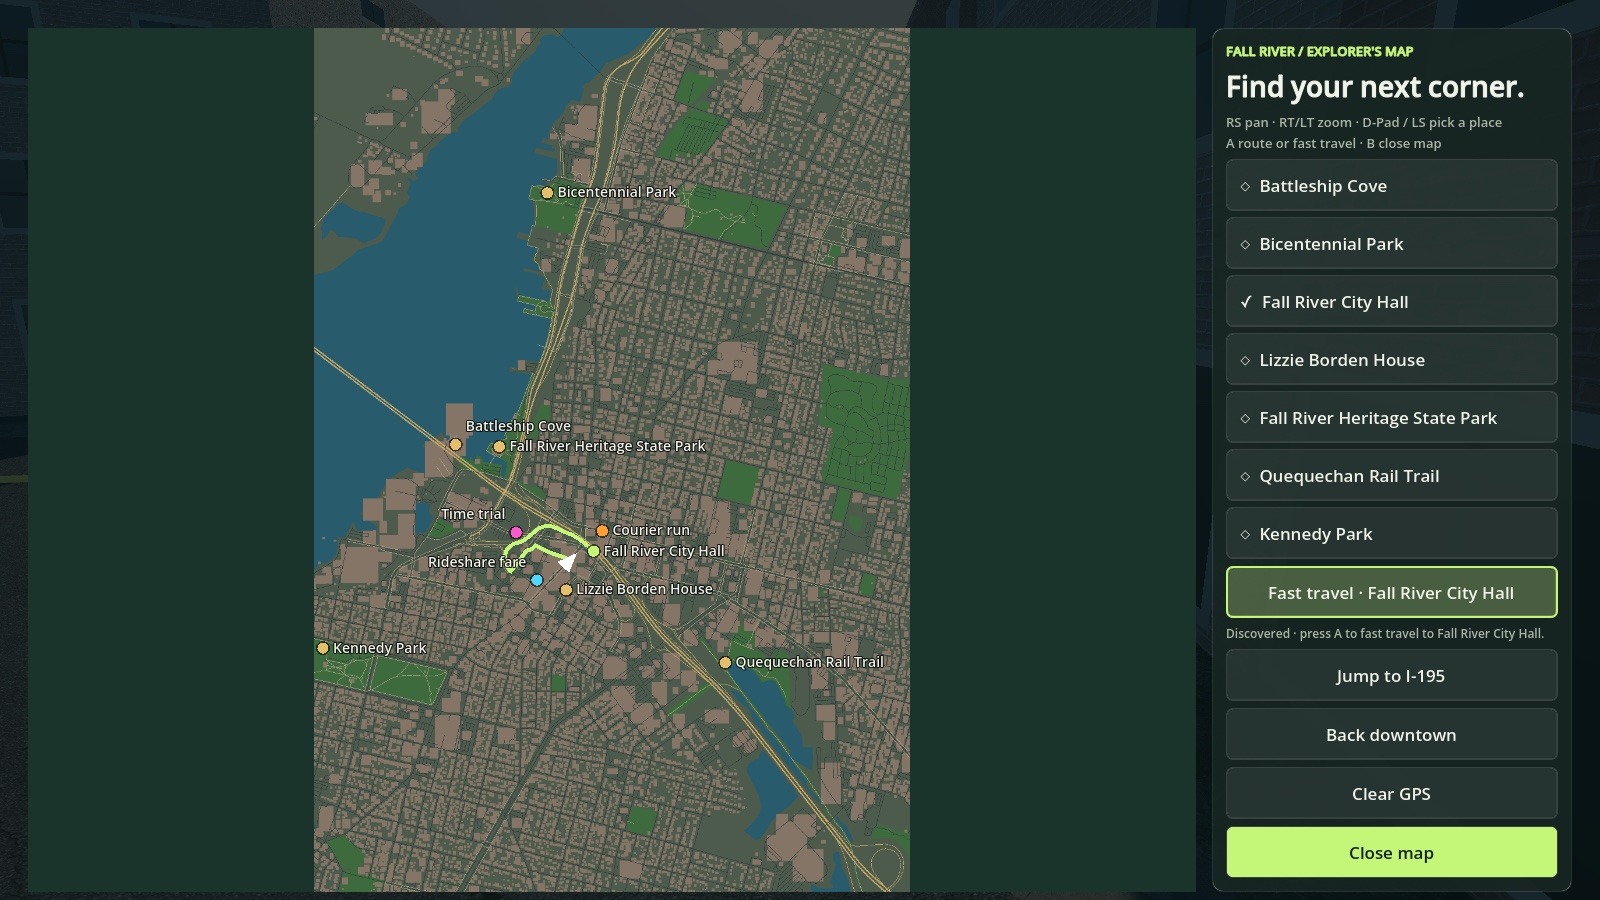 FALL RIVER / EXPLORER'S MAP
Find your next corner.
RS pan · RT/LT zoom · D-Pad / LS pick a place
A route or fast travel · B close map
◇ Battleship Cove
◇ Bicentennial Park
✓ Fall River City Hall
◇ Lizzie Borden House
◇ Fall River Heritage State Park
◇ Quequechan Rail Trail
◇ Kennedy Park
Fast travel · Fall River City Hall
Discovered · press A to fast travel to Fall River City Hall.
Jump to I-195
Back downtown
Clear GPS
Close map
Bicentennial Park
Battleship Cove
Fall River Heritage State Park
Time trial
Courier run
Fall River City Hall
Rideshare fare
Lizzie Borden House
Kennedy Park
Quequechan Rail Trail